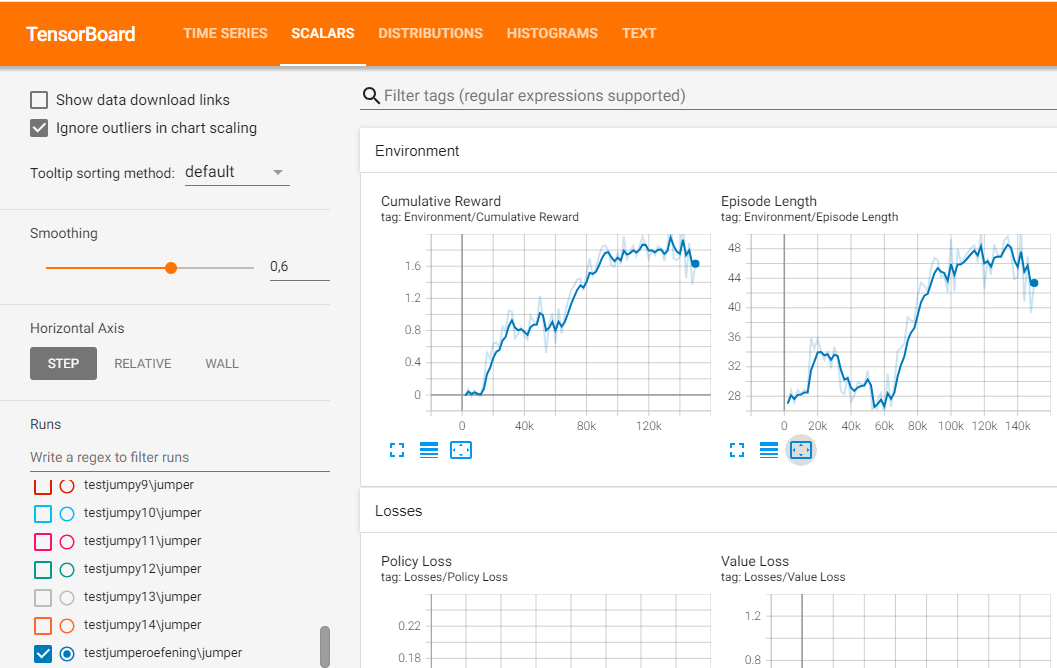 TensorBoard
TIME SERIES SCALARS DISTRIBUTIONS HISTOGRAMS TEXT
Show data download links
Ignore outliers in chart scaling
Tooltip sorting method: default
Smoothing
0,6
Horizontal Axis
STEP RELATIVE WALL
Runs
Write a regex to filter runs
testjumpy9\jumper
testjumpy10\jumper
testjumpy11\jumper
testjumpy12\jumper
testjumpy13\jumper
testjumpy14\jumper
testjumperoefening\jumper
Filter tags (regular expressions supported)
Environment
Cumulative Reward
tag: Environment/Cumulative Reward
1.6
1.2
0.8
0.4
0
0 40k 80k 120k
Episode Length
tag: Environment/Episode Length
48
44
40
36
32
28
0 20k 40k 60k 80k 100k 120k 140k
Losses
Policy Loss
tag: Losses/Policy Loss
0.22
0.18
Value Loss
tag: Losses/Value Loss
1.2
0.8